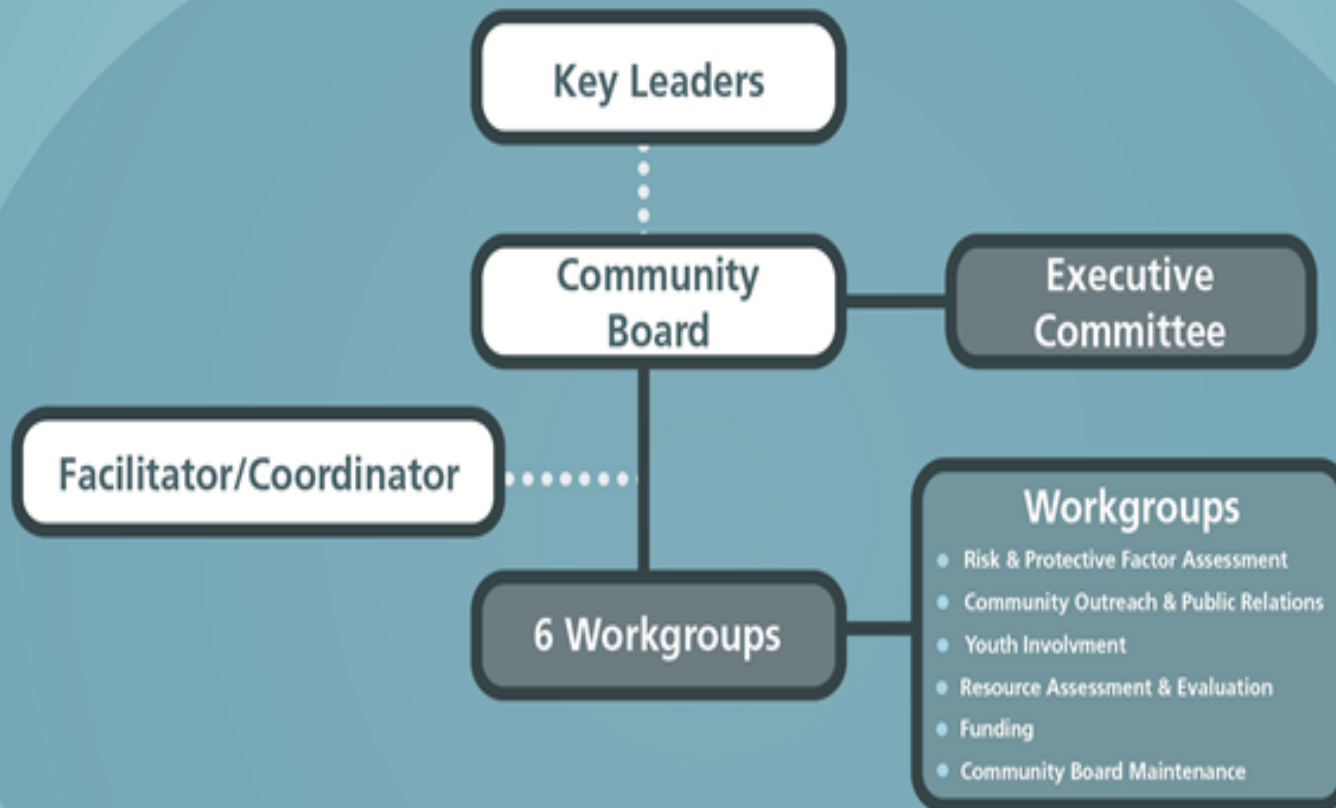 Key Leaders
Community
Board
Executive
Committee
Facilitator/Coordinator
6 Workgroups
Workgroups
Risk & Protective Factor Assessment
Community Outreach & Public Relations
Youth Involvment
Resource Assessment & Evaluation
Funding
Community Board Maintenance